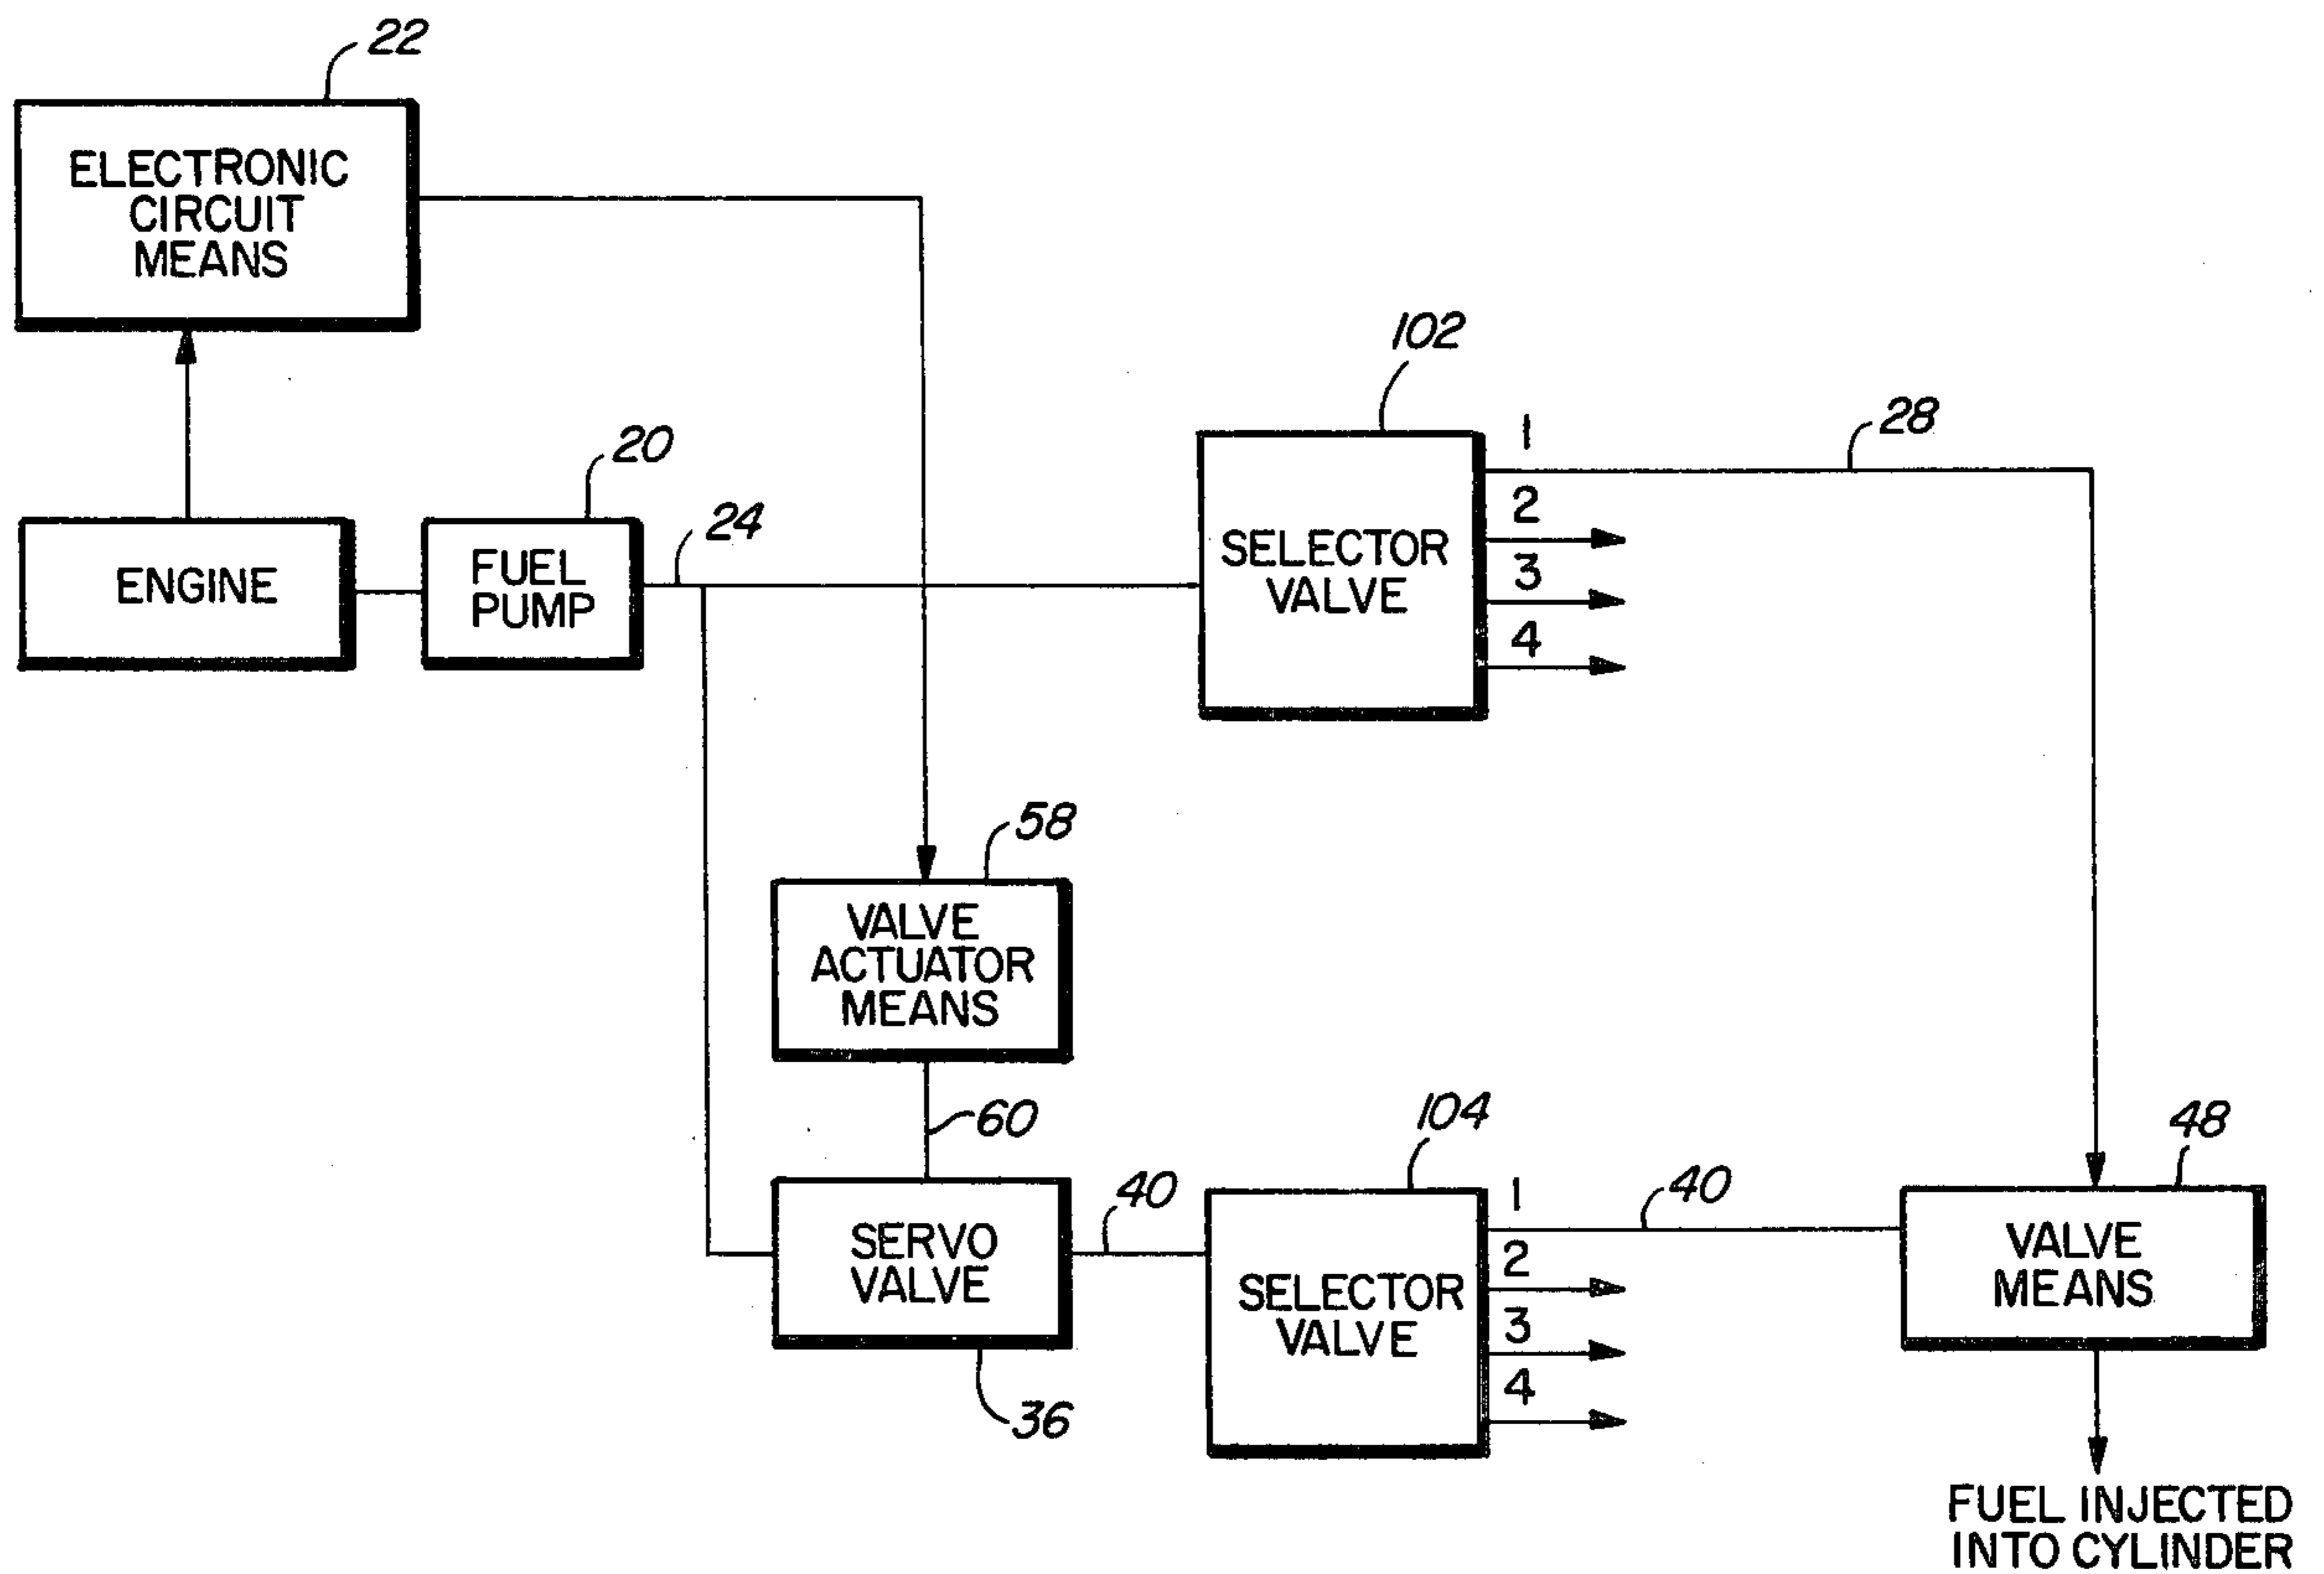 22
ELECTRONIC
CIRCUIT
MEANS
102
1
28
20
2
24
ENGINE
FUEL
PUMP
SELECTOR
VALVE
3
4
58
VALVE
ACTUATOR
MEANS
60
104
48
40
1
40
SERVO
VALVE
2
SELECTOR
VALVE
3
4
VALVE
MEANS
36
FUEL INJECTED
INTO CYLINDER